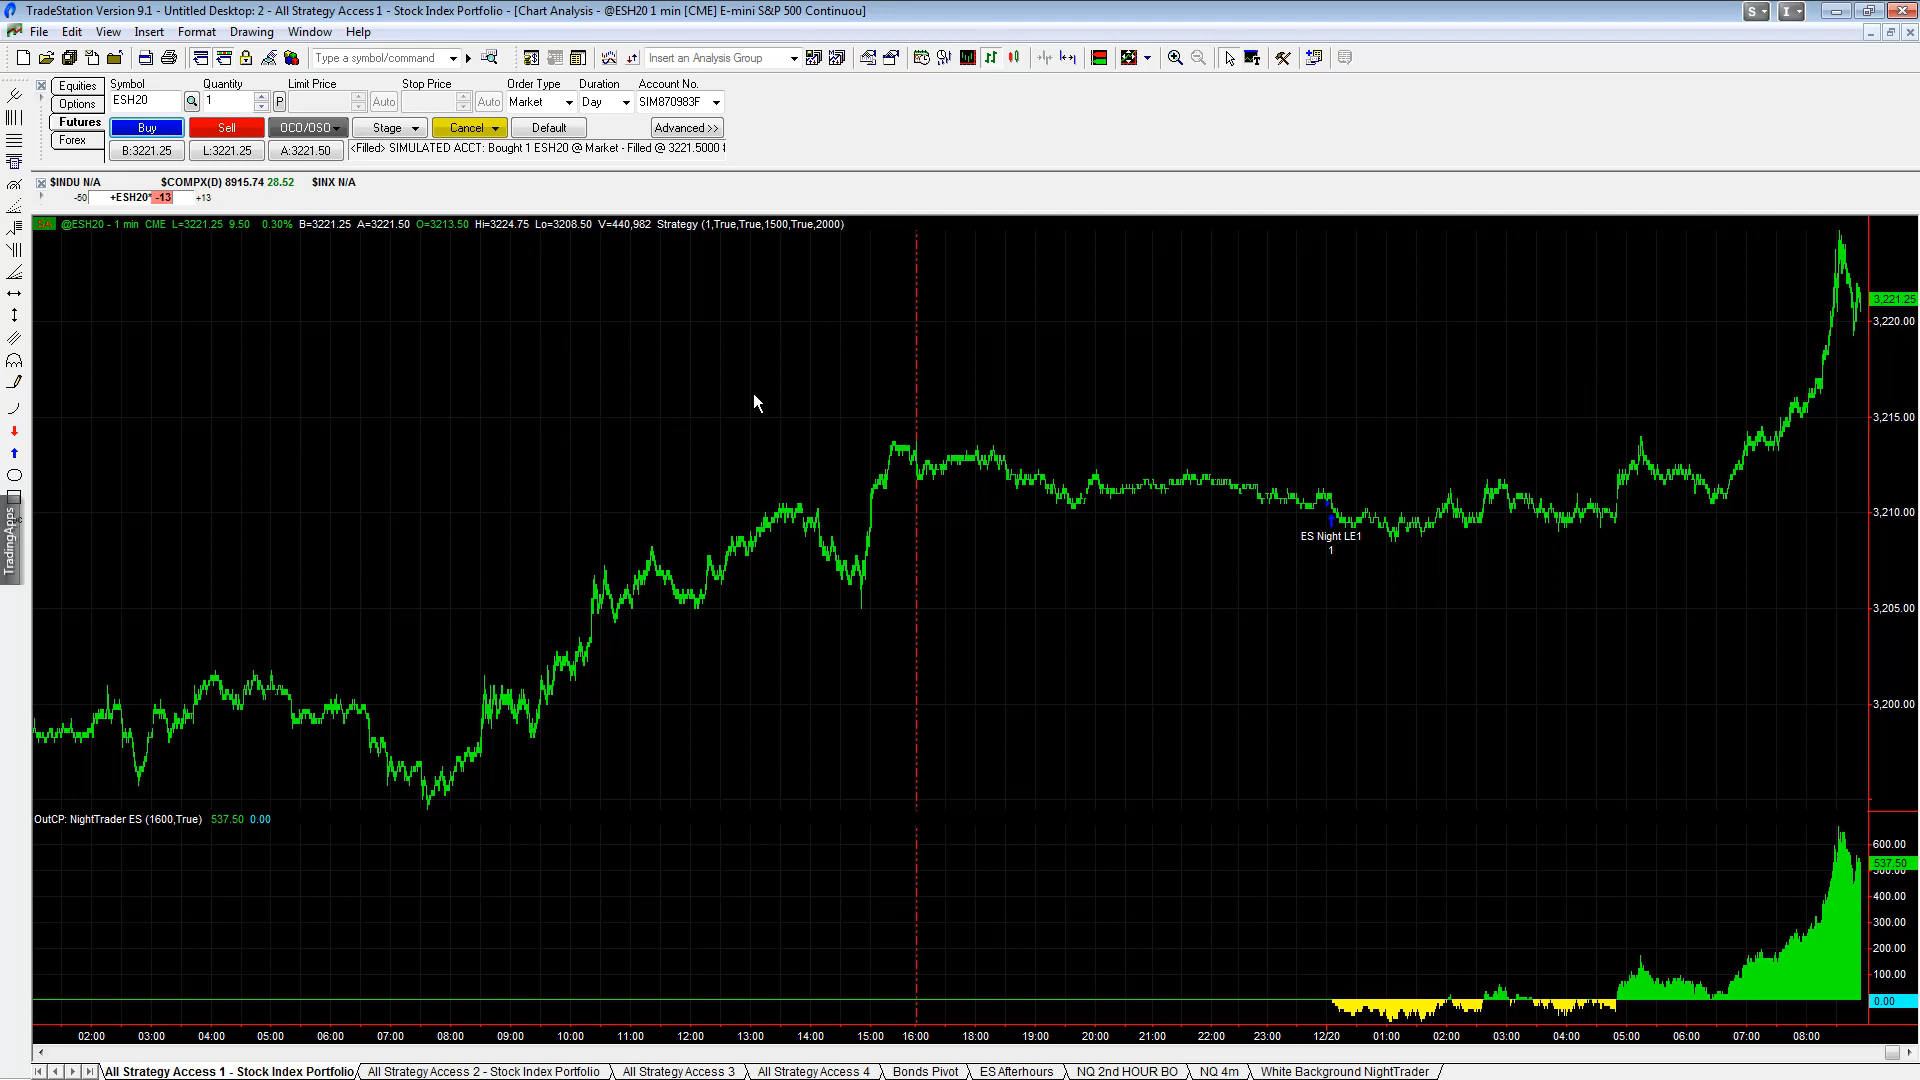 TradeStation Version 9.1 - Untitled Desktop: 2 - All Strategy Access 1 - Stock Index Portfolio - [Chart Analysis - @ESH20 1 min [CME] E-mini S&P 500 Continuou]
S
I
File Edit View Insert Format Drawing Window Help
Type a symbol/command
Insert an Analysis Group
Equities
Options
Futures
Forex
Symbol Quantity Limit Price Stop Price Order Type Duration Account No.
ESH20 1 P Auto Auto Market Day SIM870983F
Buy Sell OCO/OSO Stage Cancel Default Advanced >>
B:3221.25 L:3221.25 A:3221.50 <Filled> SIMULATED ACCT: Bought 1 ESH20 @ Market - Filled @ 3221.5000
$INDU N/A $COMPX(D) 8915.74 28.52 $INX N/A
-50 +ESH20* -13 +13
@ESH20 - 1 min CME L=3221.25 9.50 0.30% B=3221.25 A=3221.50 O=3213.50 Hi=3224.75 Lo=3208.50 V=440,982 Strategy (1,True,True,1500,True,2000)
3,221.25
3,220.00
3,215.00
3,210.00
3,205.00
3,200.00
ES Night LE1
1
TradingApps
OutCP: NightTrader ES (1600,True) 537.50 0.00
600.00
537.50
500.00
400.00
300.00
200.00
100.00
0.00
02:00 03:00 04:00 05:00 06:00 07:00 08:00 09:00 10:00 11:00 12:00 13:00 14:00 15:00 16:00 18:00 19:00 20:00 21:00 22:00 23:00 12/20 01:00 02:00 03:00 04:00 05:00 06:00 07:00 08:00
All Strategy Access 1 - Stock Index Portfolio All Strategy Access 2 - Stock Index Portfolio All Strategy Access 3 All Strategy Access 4 Bonds Pivot ES Afterhours NQ 2nd HOUR BO NQ 4m White Background NightTrader